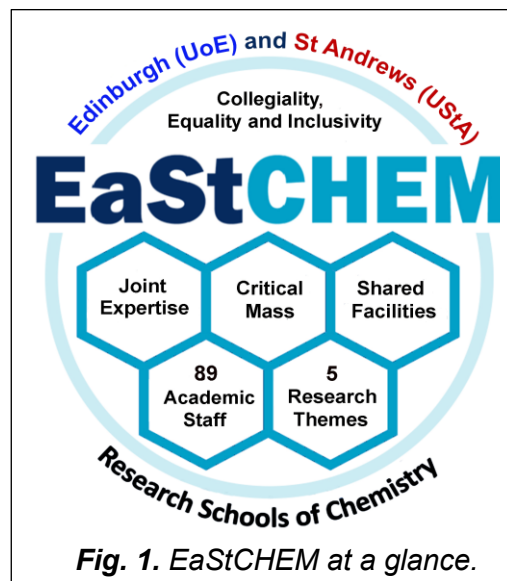 Edinburgh (UoE) and St Andrews (UStA)
Collegiality,
Equality and Inclusivity
EaStCHEM
Joint
Expertise
Critical
Mass
Shared
Facilities
89
Academic
Staff
5
Research
Themes
Research Schools of Chemistry
Fig. 1. EaStCHEM at a glance.